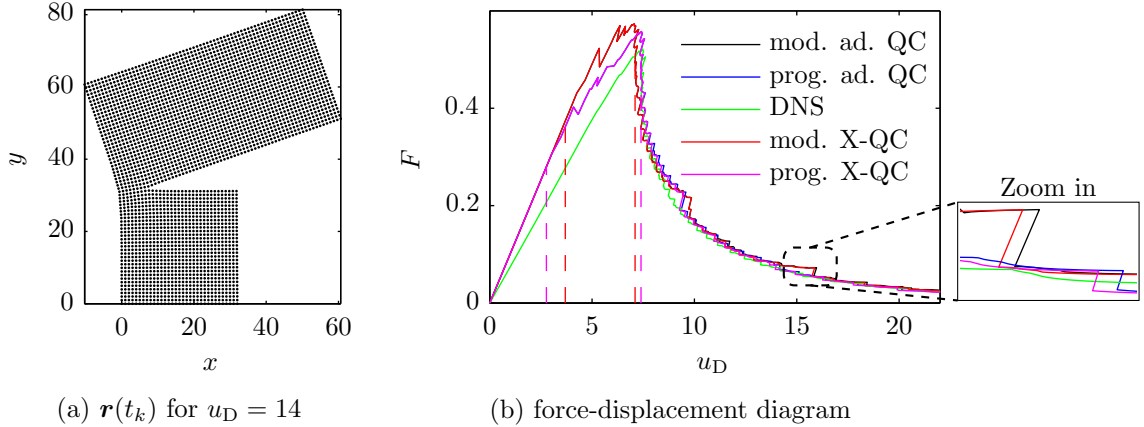 80
60
40
20
0
y
0
20
40
60
x
(a) r(t_k) for u_D = 14
0.4
0.2
0
F
0
5
10
15
20
u_D
mod. ad. QC
prog. ad. QC
DNS
mod. X-QC
prog. X-QC
Zoom in
(b) force-displacement diagram